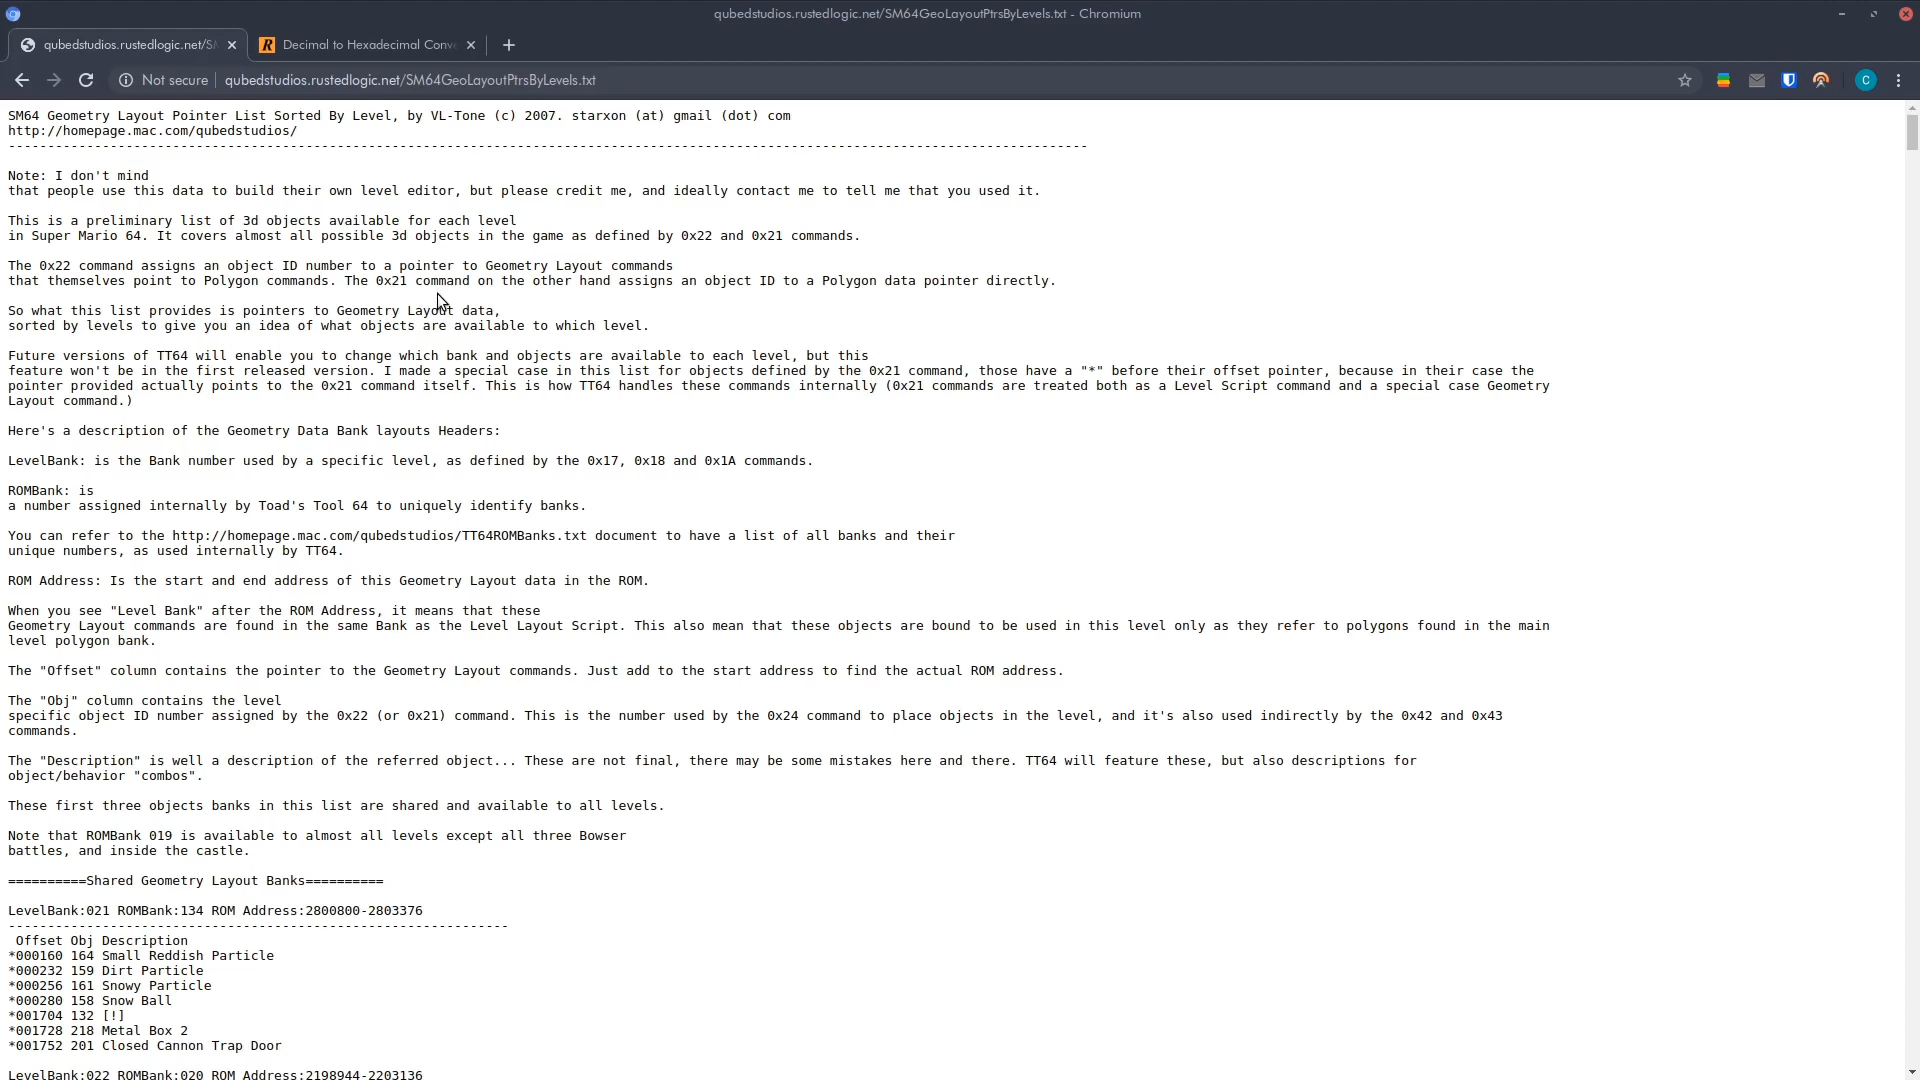 qubedstudios.rustedlogic.net/SM64GeoLayoutPtrsByLevels.txt - Chromium
qubedstudios.rustedlogic.net/SM
Decimal to Hexadecimal Conv
Not secure
qubedstudios.rustedlogic.net/SM64GeoLayoutPtrsByLevels.txt
C
SM64 Geometry Layout Pointer List Sorted By Level, by VL-Tone (c) 2007. starxon (at) gmail (dot) com
http://homepage.mac.com/qubedstudios/
------------------------------------------------------------------------------------------------------------------------------------------
Note: I don't mind
that people use this data to build their own level editor, but please credit me, and ideally contact me to tell me that you used it.
This is a preliminary list of 3d objects available for each level
in Super Mario 64. It covers almost all possible 3d objects in the game as defined by 0x22 and 0x21 commands.
The 0x22 command assigns an object ID number to a pointer to Geometry Layout commands
that themselves point to Polygon commands. The 0x21 command on the other hand assigns an object ID to a Polygon data pointer directly.
So what this list provides is pointers to Geometry Layout data,
sorted by levels to give you an idea of what objects are available to which level.
Future versions of TT64 will enable you to change which bank and objects are available to each level, but this
feature won't be in the first released version. I made a special case in this list for objects defined by the 0x21 command, those have a "*" before their offset pointer, because in their case the
pointer provided actually points to the 0x21 command itself. This is how TT64 handles these commands internally (0x21 commands are treated both as a Level Script command and a special case Geometry
Layout command.)
Here's a description of the Geometry Data Bank layouts Headers:
LevelBank: is the Bank number used by a specific level, as defined by the 0x17, 0x18 and 0x1A commands.
ROMBank: is
a number assigned internally by Toad's Tool 64 to uniquely identify banks.
You can refer to the http://homepage.mac.com/qubedstudios/TT64ROMBanks.txt document to have a list of all banks and their
unique numbers, as used internally by TT64.
ROM Address: Is the start and end address of this Geometry Layout data in the ROM.
When you see "Level Bank" after the ROM Address, it means that these
Geometry Layout commands are found in the same Bank as the Level Layout Script. This also mean that these objects are bound to be used in this level only as they refer to polygons found in the main
level polygon bank.
The "Offset" column contains the pointer to the Geometry Layout commands. Just add to the start address to find the actual ROM address.
The "Obj" column contains the level
specific object ID number assigned by the 0x22 (or 0x21) command. This is the number used by the 0x24 command to place objects in the level, and it's also used indirectly by the 0x42 and 0x43
commands.
The "Description" is well a description of the referred object... These are not final, there may be some mistakes here and there. TT64 will feature these, but also descriptions for
object/behavior "combos".
These first three objects banks in this list are shared and available to all levels.
Note that ROMBank 019 is available to almost all levels except all three Bowser
battles, and inside the castle.
==========Shared Geometry Layout Banks==========
LevelBank:021 ROMBank:134 ROM Address:2800800-2803376
----------------------------------------------------------------
Offset Obj Description
*000160 164 Small Reddish Particle
*000232 159 Dirt Particle
*000256 161 Snowy Particle
*000280 158 Snow Ball
*001704 132 [!]
*001728 218 Metal Box 2
*001752 201 Closed Cannon Trap Door
LevelBank:022 ROMBank:020 ROM Address:2198944-2203136